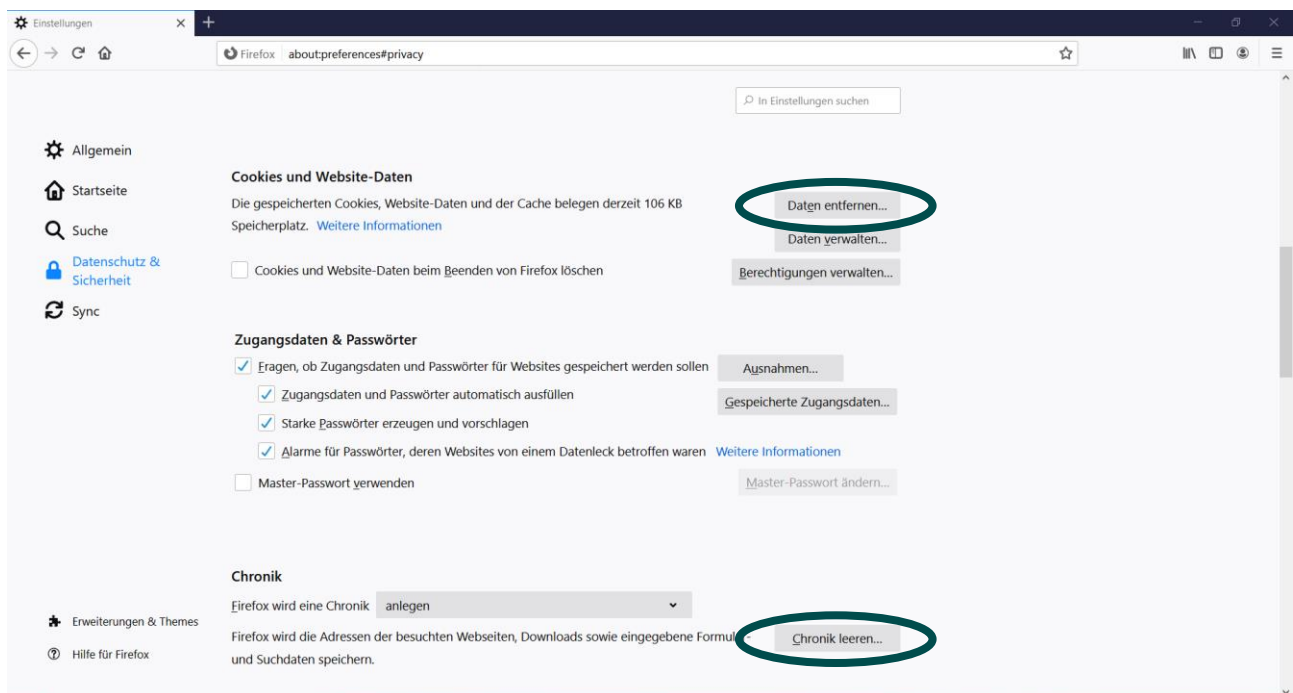 Einstellungen
Firefox about:preferences#privacy
In Einstellungen suchen
Allgemein
Startseite
Suche
Datenschutz &
Sicherheit
Sync
Erweiterungen & Themes
Hilfe für Firefox
Cookies und Website-Daten
Die gespeicherten Cookies, Website-Daten und der Cache belegen derzeit 106 KB
Speicherplatz. Weitere Informationen
Daten entfernen...
Daten verwalten...
Cookies und Website-Daten beim Beenden von Firefox löschen
Berechtigungen verwalten...
Zugangsdaten & Passwörter
Fragen, ob Zugangsdaten und Passwörter für Websites gespeichert werden sollen
Ausnahmen...
Zugangsdaten und Passwörter automatisch ausfüllen
Gespeicherte Zugangsdaten...
Starke Passwörter erzeugen und vorschlagen
Alarme für Passwörter, deren Websites von einem Datenleck betroffen waren Weitere Informationen
Master-Passwort verwenden
Master-Passwort ändern...
Chronik
Firefox wird eine Chronik anlegen
Firefox wird die Adressen der besuchten Webseiten, Downloads sowie eingegebene Formul-
und Suchdaten speichern.
Chronik leeren...